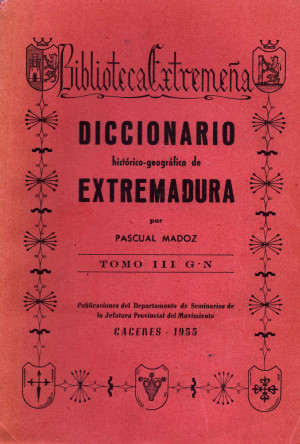 Biblioteca Extremeña
DICCIONARIO
histórico-geográfico de
EXTREMADURA
por
PASCUAL MADOZ
TOMO III G-N
Publicaciones del Departamento de Seminarios de
la Jefatura Provincial del Movimiento
CACERES - 1955